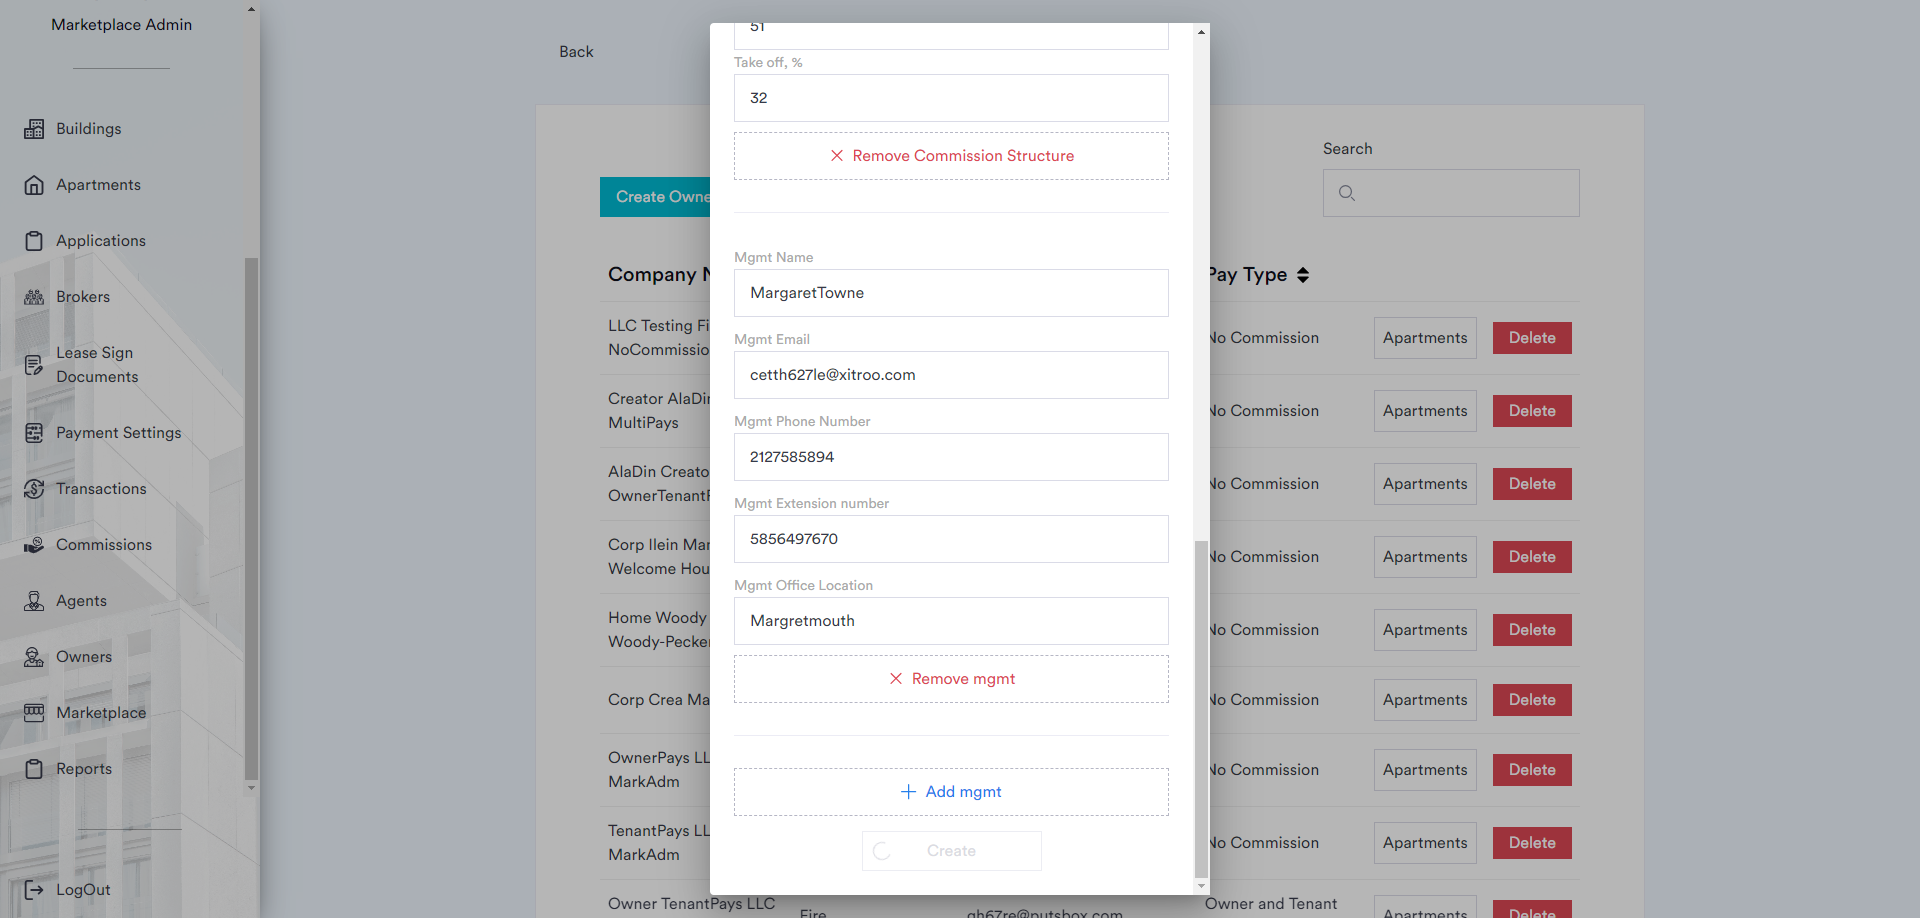 Marketplace Admin
Buildings
Apartments
Applications
Brokers
Lease Sign
Documents
Payment Settings
Transactions
Commissions
Agents
Owners
Marketplace
Reports
LogOut
Back
Create Owne
Search
Company N
Pay Type
LLC Testing Fi
NoCommissio
No Commission
Apartments
Delete
Creator AlaDin
MultiPays
No Commission
Apartments
Delete
AlaDin Creato
OwnerTenantP
No Commission
Apartments
Delete
Corp Ilein Mar
Welcome Hou
No Commission
Apartments
Delete
Home Woody
Woody-Pecker
No Commission
Apartments
Delete
Corp Crea Ma
No Commission
Apartments
Delete
OwnerPays LL
MarkAdm
No Commission
Apartments
Delete
TenantPays LL
MarkAdm
No Commission
Apartments
Delete
Owner TenantPays LLC
Fire
gh67re@putsbox.com
Owner and Tenant
Apartments
Delete
51
Take off, %
32
Remove Commission Structure
Mgmt Name
MargaretTowne
Mgmt Email
cetth627le@xitroo.com
Mgmt Phone Number
2127585894
Mgmt Extension number
5856497670
Mgmt Office Location
Margretmouth
Remove mgmt
Add mgmt
Create